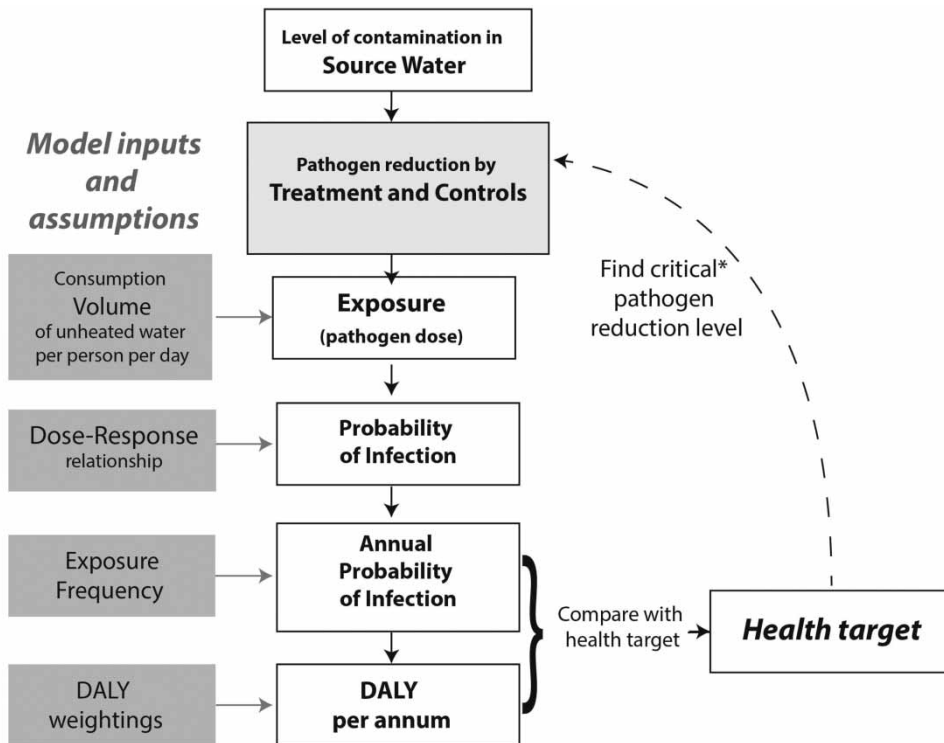 Level of contamination in
Source Water
Model inputs
and
assumptions
Pathogen reduction by
Treatment and Controls
Consumption
Volume
of unheated water
per person per day
Exposure
(pathogen dose)
Find critical*
pathogen
reduction level
Dose-Response
relationship
Probability
of Infection
Exposure
Frequency
Annual
Probability
of Infection
Compare with
health target
Health target
DALY
weightings
DALY
per annum